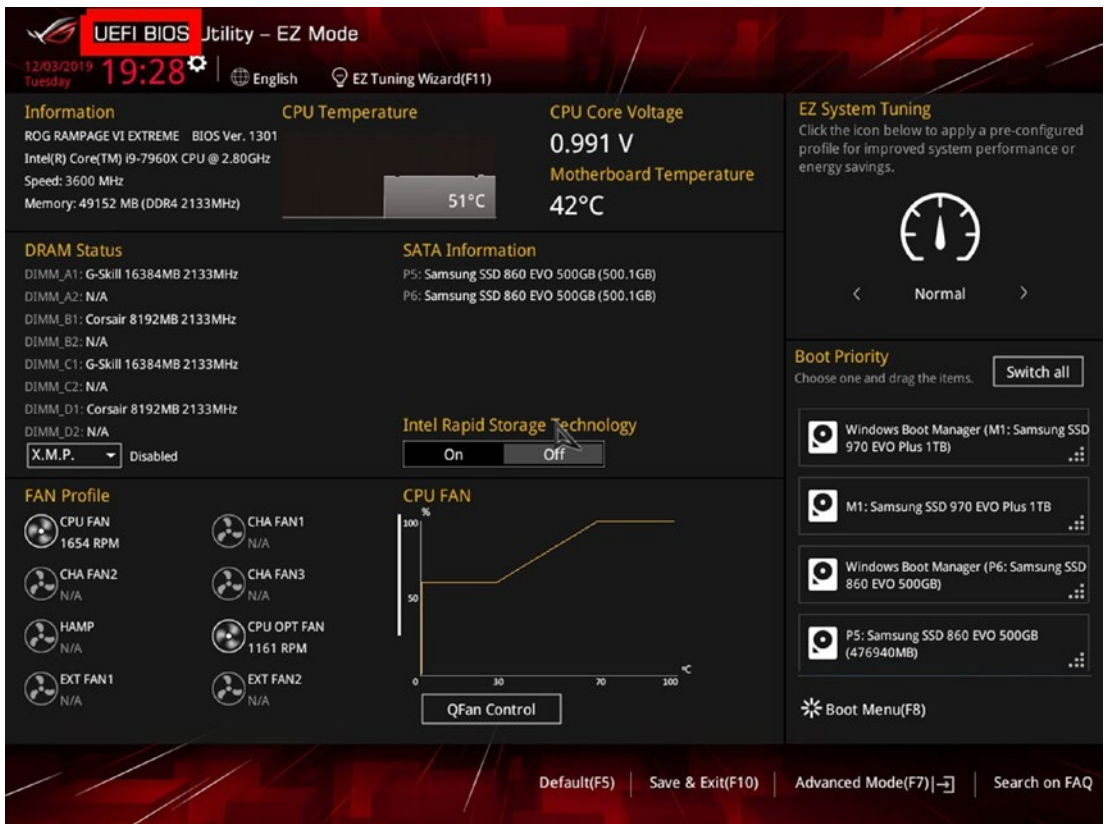 UEFI BIOS Utility – EZ Mode
12/03/2019
Tuesday
19:28
English
EZ Tuning Wizard(F11)
Information
ROG RAMPAGE VI EXTREME BIOS Ver. 1301
Intel(R) Core(TM) i9-7960X CPU @ 2.80GHz
Speed: 3600 MHz
Memory: 49152 MB (DDR4 2133MHz)
CPU Temperature
51°C
CPU Core Voltage
0.991 V
Motherboard Temperature
42°C
EZ System Tuning
Click the icon below to apply a pre-configured
profile for improved system performance or
energy savings.
< Normal >
DRAM Status
DIMM_A1: G-Skill 16384MB 2133MHz
DIMM_A2: N/A
DIMM_B1: Corsair 8192MB 2133MHz
DIMM_B2: N/A
DIMM_C1: G-Skill 16384MB 2133MHz
DIMM_C2: N/A
DIMM_D1: Corsair 8192MB 2133MHz
DIMM_D2: N/A
X.M.P. Disabled
SATA Information
P5: Samsung SSD 860 EVO 500GB (500.1GB)
P6: Samsung SSD 860 EVO 500GB (500.1GB)
Intel Rapid Storage Technology
On Off
Boot Priority
Choose one and drag the items.
Switch all
Windows Boot Manager (M1: Samsung SSD
970 EVO Plus 1TB)
M1: Samsung SSD 970 EVO Plus 1TB
Windows Boot Manager (P6: Samsung SSD
860 EVO 500GB)
P5: Samsung SSD 860 EVO 500GB
(476940MB)
Boot Menu(F8)
FAN Profile
CPU FAN
1654 RPM
CHA FAN1
N/A
CHA FAN2
N/A
CHA FAN3
N/A
HAMP
N/A
CPU OPT FAN
1161 RPM
EXT FAN1
N/A
EXT FAN2
N/A
CPU FAN
%
100
50
0 30 70 100
°C
QFan Control
Default(F5) Save & Exit(F10) Advanced Mode(F7) Search on FAQ